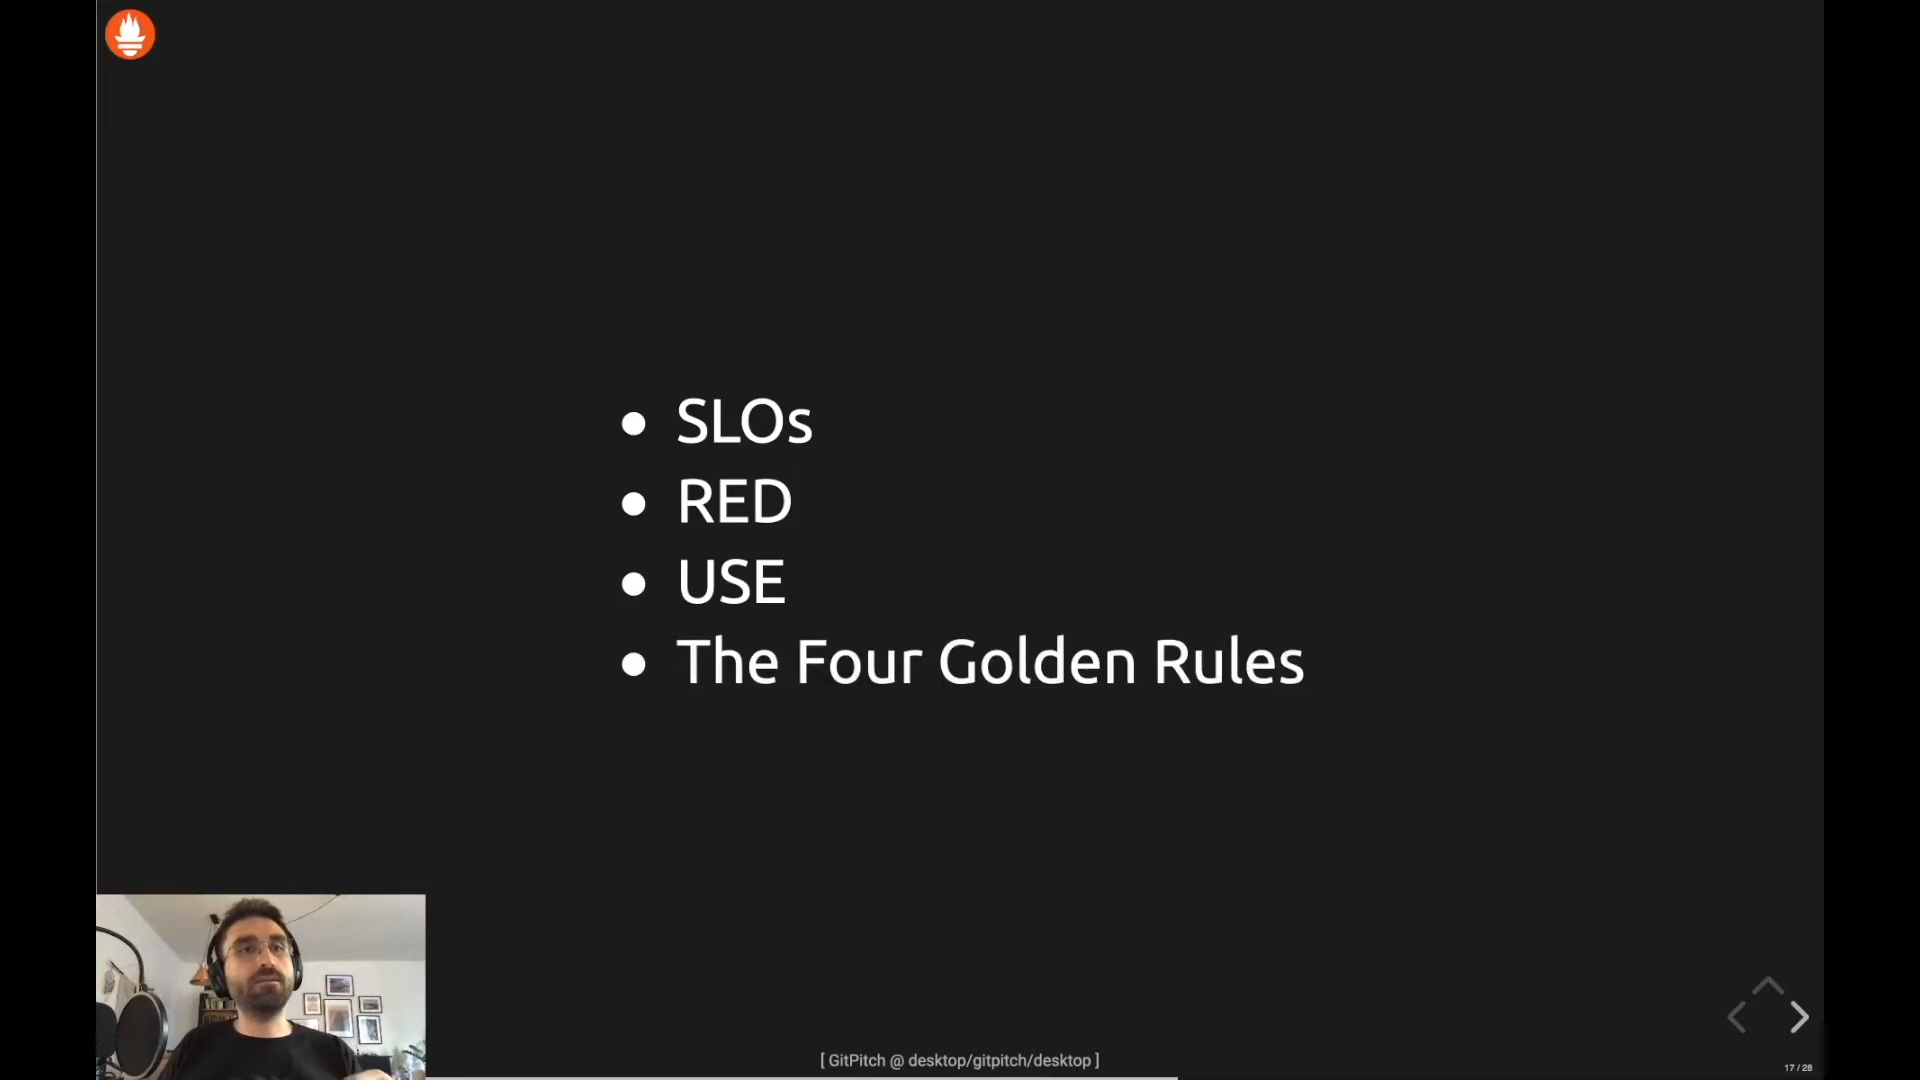 SLOs
RED
USE
The Four Golden Rules
[ GitPitch @ desktop/gitpitch/desktop ]
17 / 28